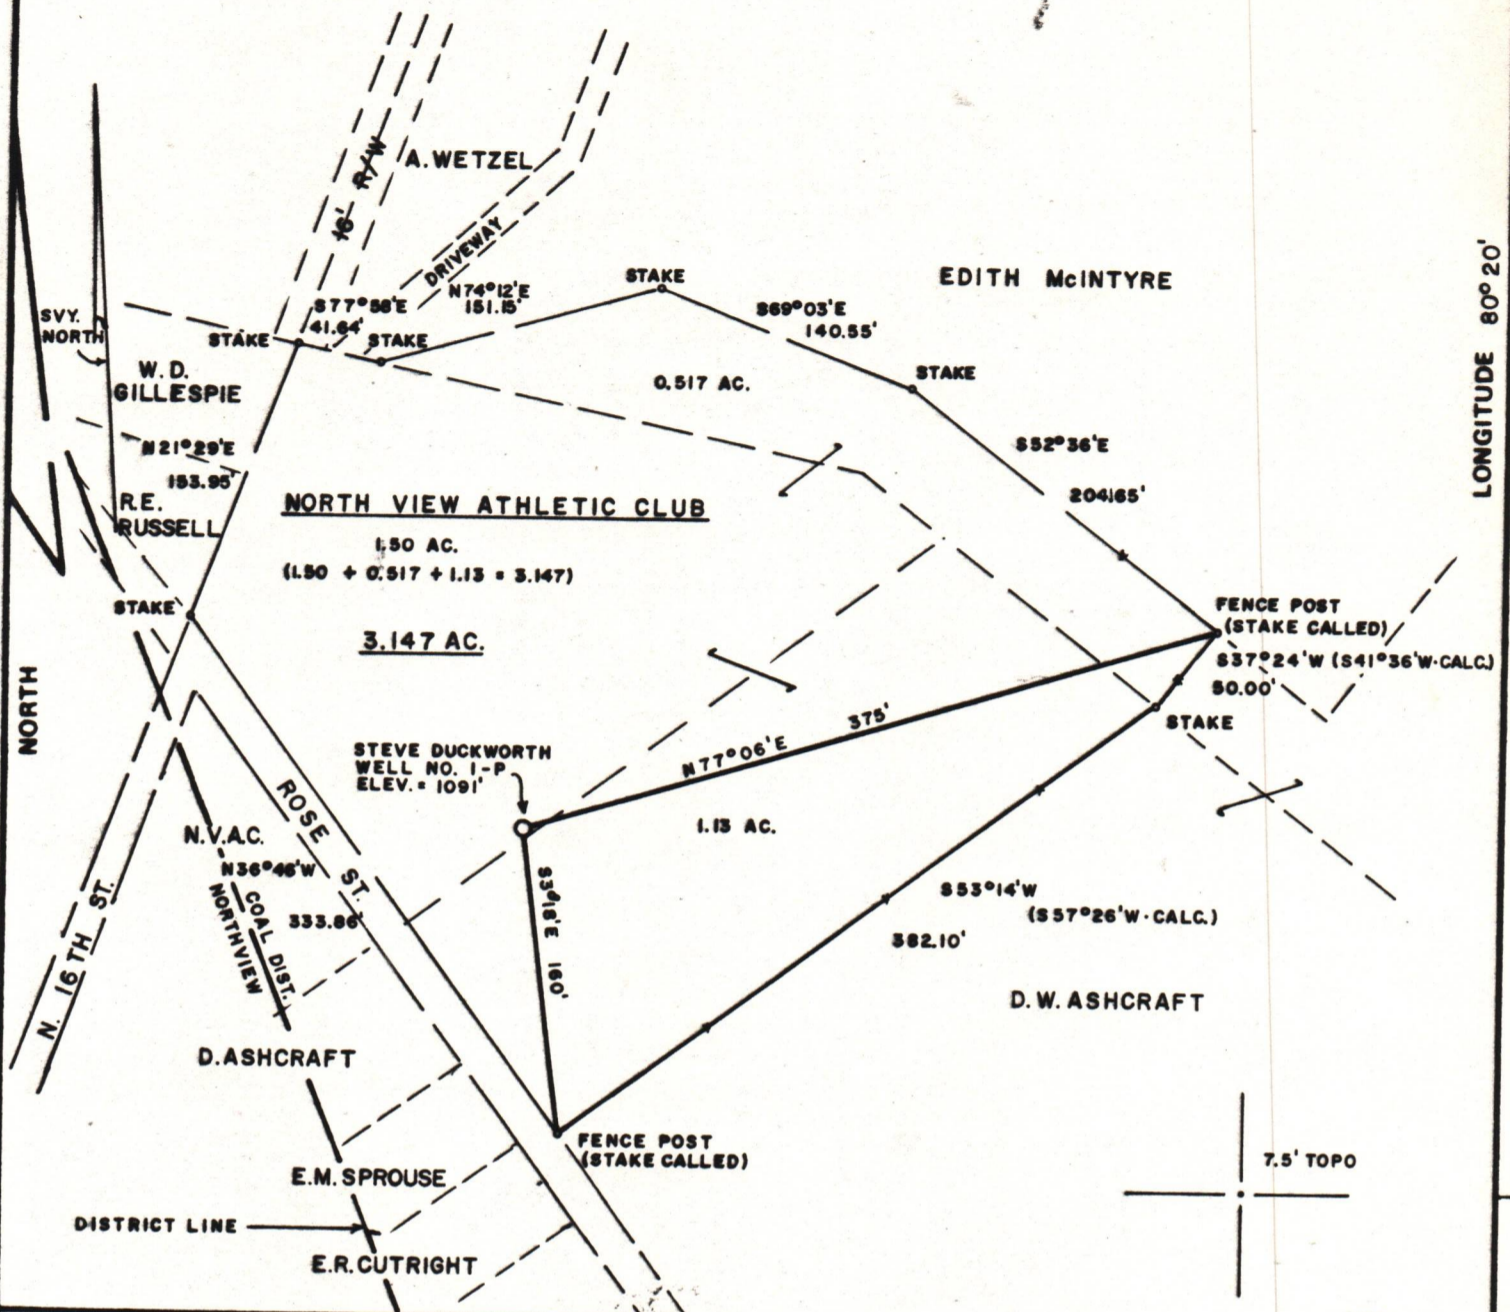 16' R/W
A. WETZEL
DRIVEWAY
STAKE
EDITH McINTYRE
LONGITUDE 80° 20'
S77°58'E
41.64'
N74°12'E
151.15'
S69°03'E
140.55'
SVY.
NORTH
STAKE
STAKE
W. D.
GILLESPIE
0.517 AC.
STAKE
N21°29'E
153.95'
S52°36'E
204.65'
R.E.
RUSSELL
NORTH VIEW ATHLETIC CLUB
1.50 AC.
(1.50 + 0.517 + 1.13 = 3.147)
STAKE
3.147 AC.
FENCE POST
(STAKE CALLED)
S37°24'W (S41°36'W-CALC.)
50.00'
STAKE
NORTH
STEVE DUCKWORTH
WELL NO. 1-P
ELEV. = 1091'
N77°06'E 375'
ROSE ST.
N.V.A.C.
1.13 AC.
N36°46'W
333.86'
COAL DIST.
NORTHVIEW
S3°18'E 160'
S53°14'W
(S57°26'W-CALC.)
382.10'
N. 16TH ST.
D.W. ASHCRAFT
D. ASHCRAFT
FENCE POST
(STAKE CALLED)
7.5' TOPO
E.M. SPROUSE
DISTRICT LINE
E.R. CUTRIGHT